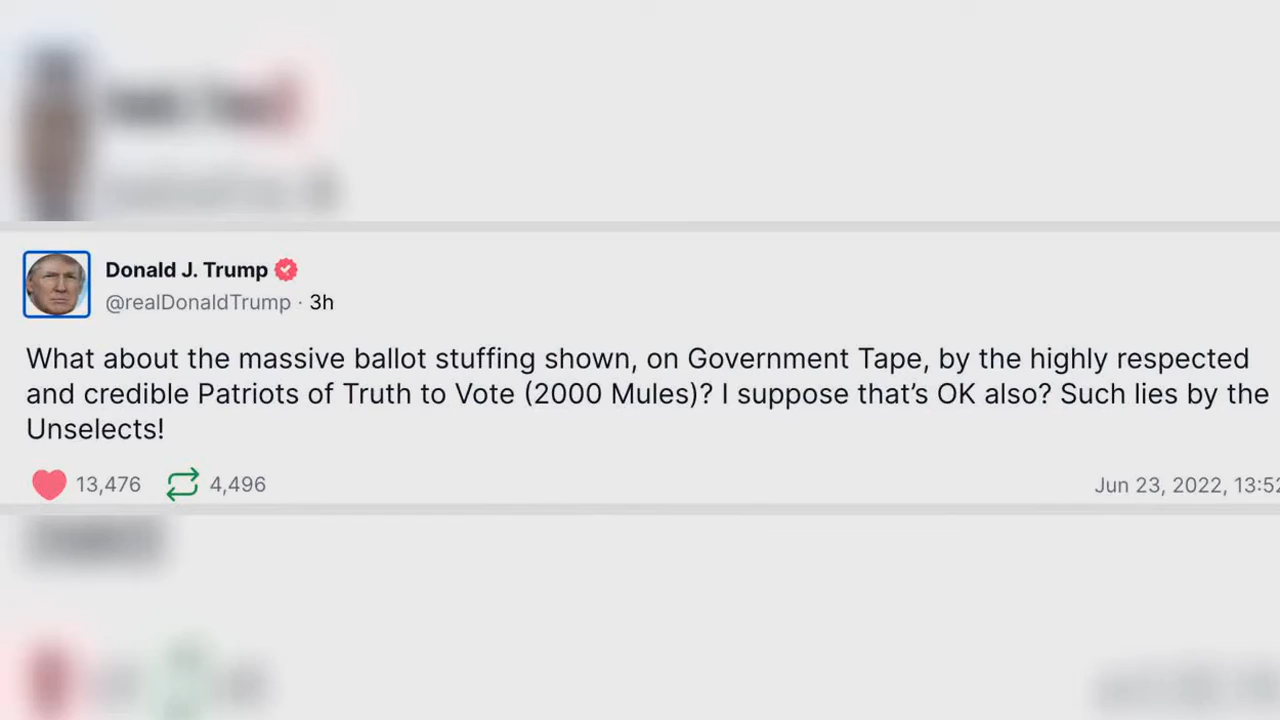 Donald J. Trump
@realDonaldTrump · 3h
What about the massive ballot stuffing shown, on Government Tape, by the highly respected
and credible Patriots of Truth to Vote (2000 Mules)? I suppose that’s OK also? Such lies by the
Unselects!
13,476 4,496 Jun 23, 2022, 13:52